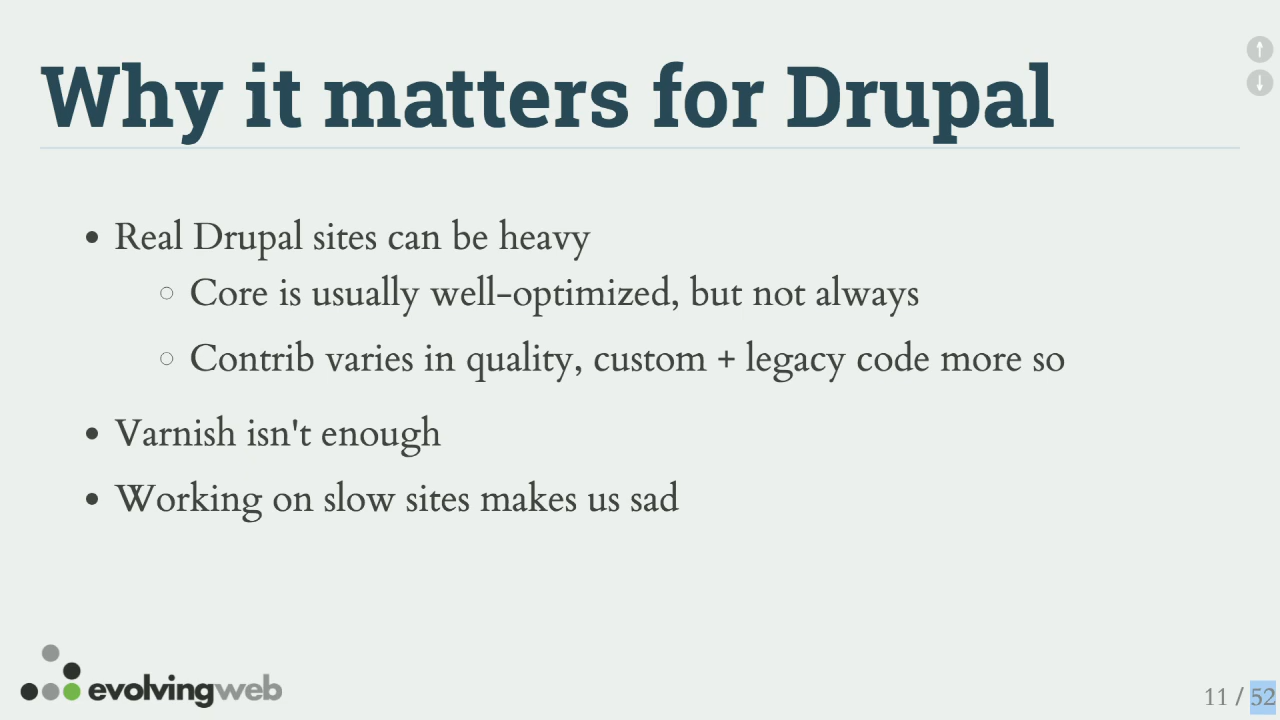 Why it matters for Drupal
Real Drupal sites can be heavy
Core is usually well-optimized, but not always
Contrib varies in quality, custom + legacy code more so
Varnish isn't enough
Working on slow sites makes us sad
evolvingweb
11 / 52